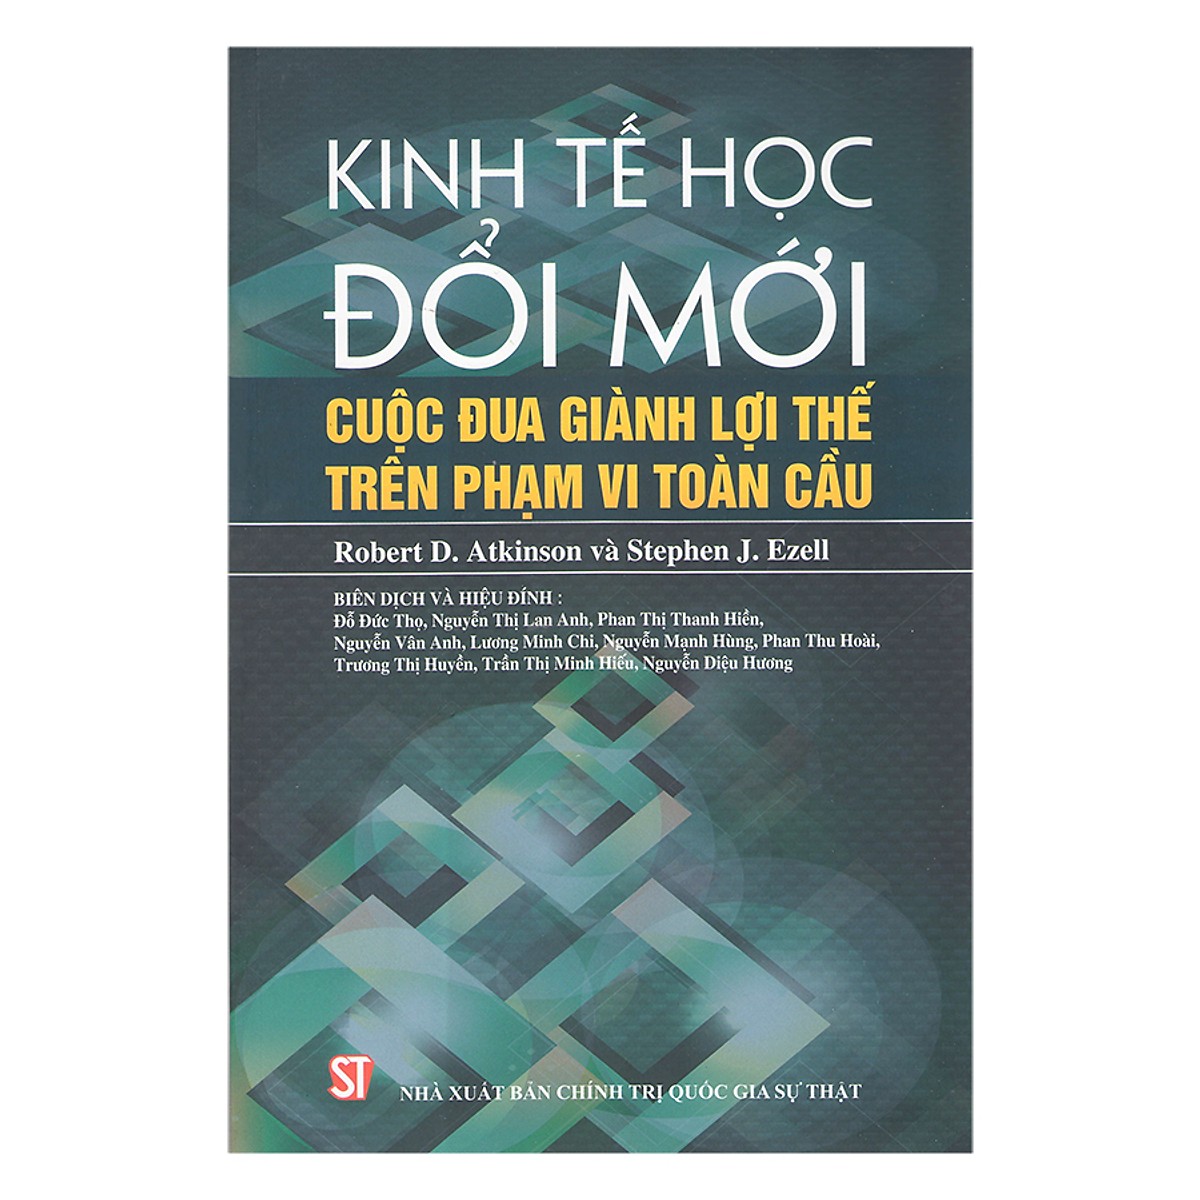 KINH TẾ HỌC
ĐỔI MỚI
CUỘC ĐUA GIÀNH LỢI THẾ
TRÊN PHẠM VI TOÀN CẦU
Robert D. Atkinson và Stephen J. Ezell
BIÊN DỊCH VÀ HIỆU ĐÍNH :
Đỗ Đức Thọ, Nguyễn Thị Lan Anh, Phan Thị Thanh Hiền,
Nguyễn Vân Anh, Lương Minh Chi, Nguyễn Mạnh Hùng, Phan Thu Hoài,
Trương Thị Huyền, Trần Thị Minh Hiếu, Nguyễn Diệu Hương
ST
NHÀ XUẤT BẢN CHÍNH TRỊ QUỐC GIA SỰ THẬT